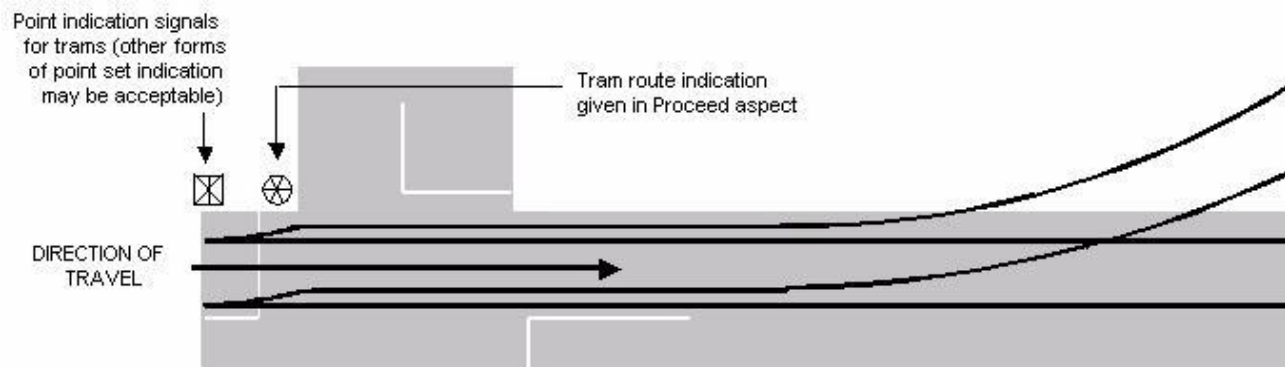 Point indication signals
for trams (other forms
of point set indication
may be acceptable)
Tram route indication
given in Proceed aspect
DIRECTION OF
TRAVEL